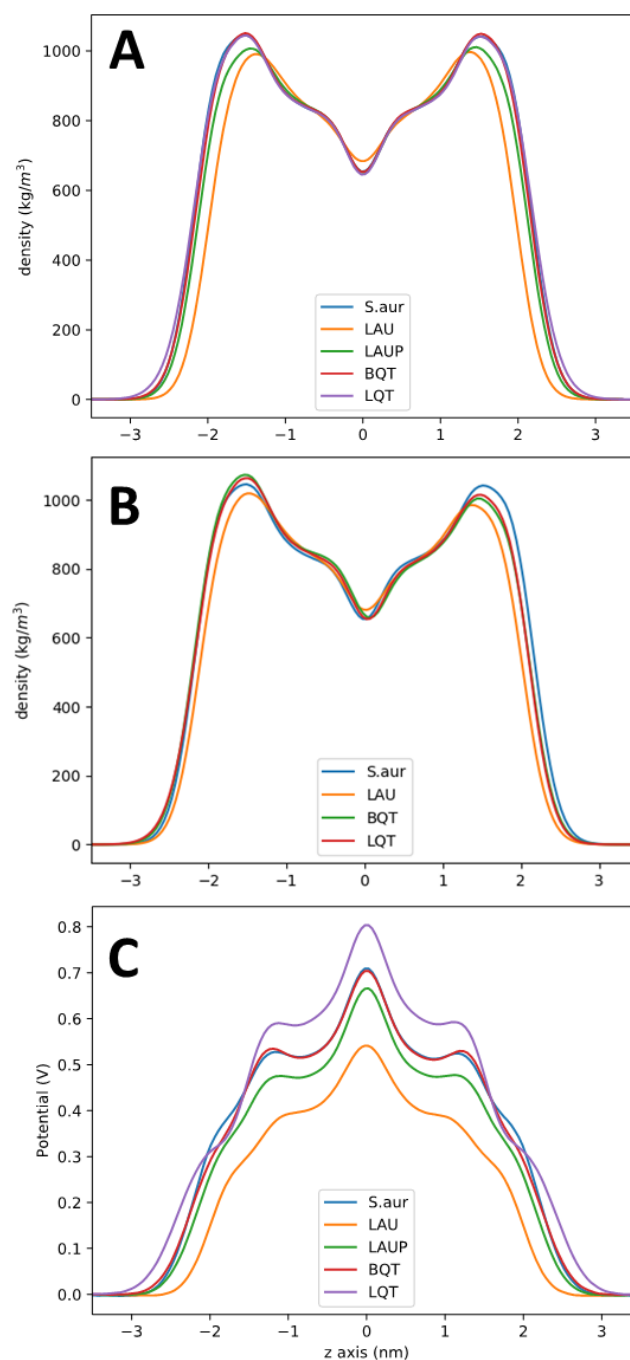 A
1000
800
600
400
200
0
density (kg/m³)
S.aur
LAU
LAUP
BQT
LQT
−3 −2 −1 0 1 2 3
B
1000
800
600
400
200
0
density (kg/m³)
S.aur
LAU
BQT
LQT
−3 −2 −1 0 1 2 3
C
0.8
0.7
0.6
0.5
0.4
0.3
0.2
0.1
0.0
Potential (V)
S.aur
LAU
LAUP
BQT
LQT
−3 −2 −1 0 1 2 3
z axis (nm)